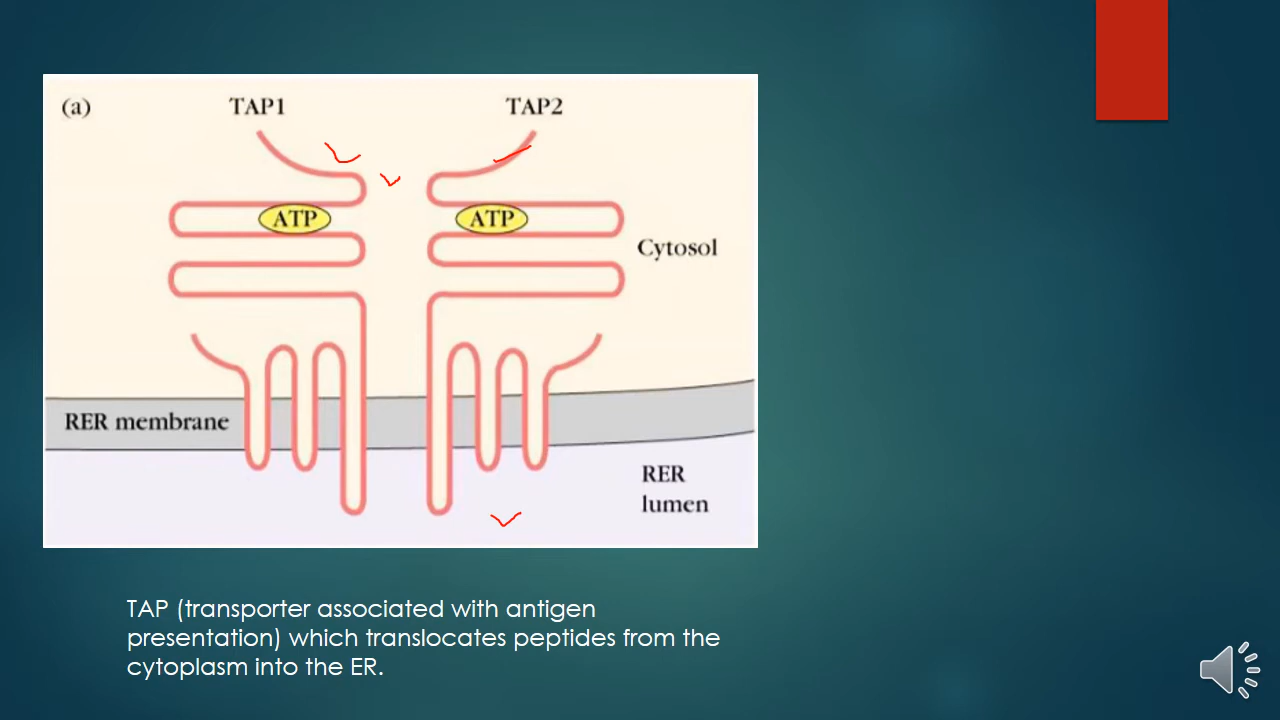 (a)
TAP1
TAP2
ATP
ATP
Cytosol
RER membrane
RER
lumen
TAP (transporter associated with antigen
presentation) which translocates peptides from the
cytoplasm into the ER.